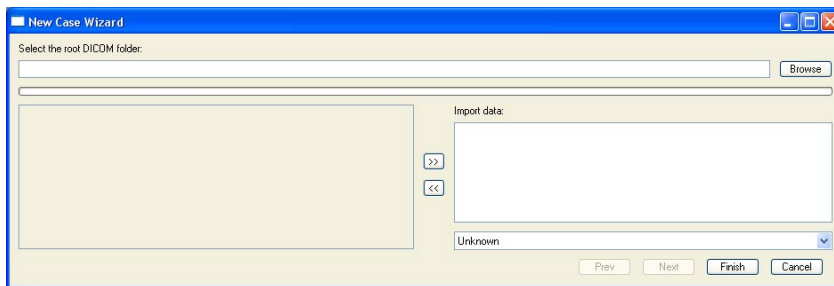 New Case Wizard
Select the root DICOM folder:
Browse
Import data:
>>
<<
Unknown
Prev Next Finish Cancel